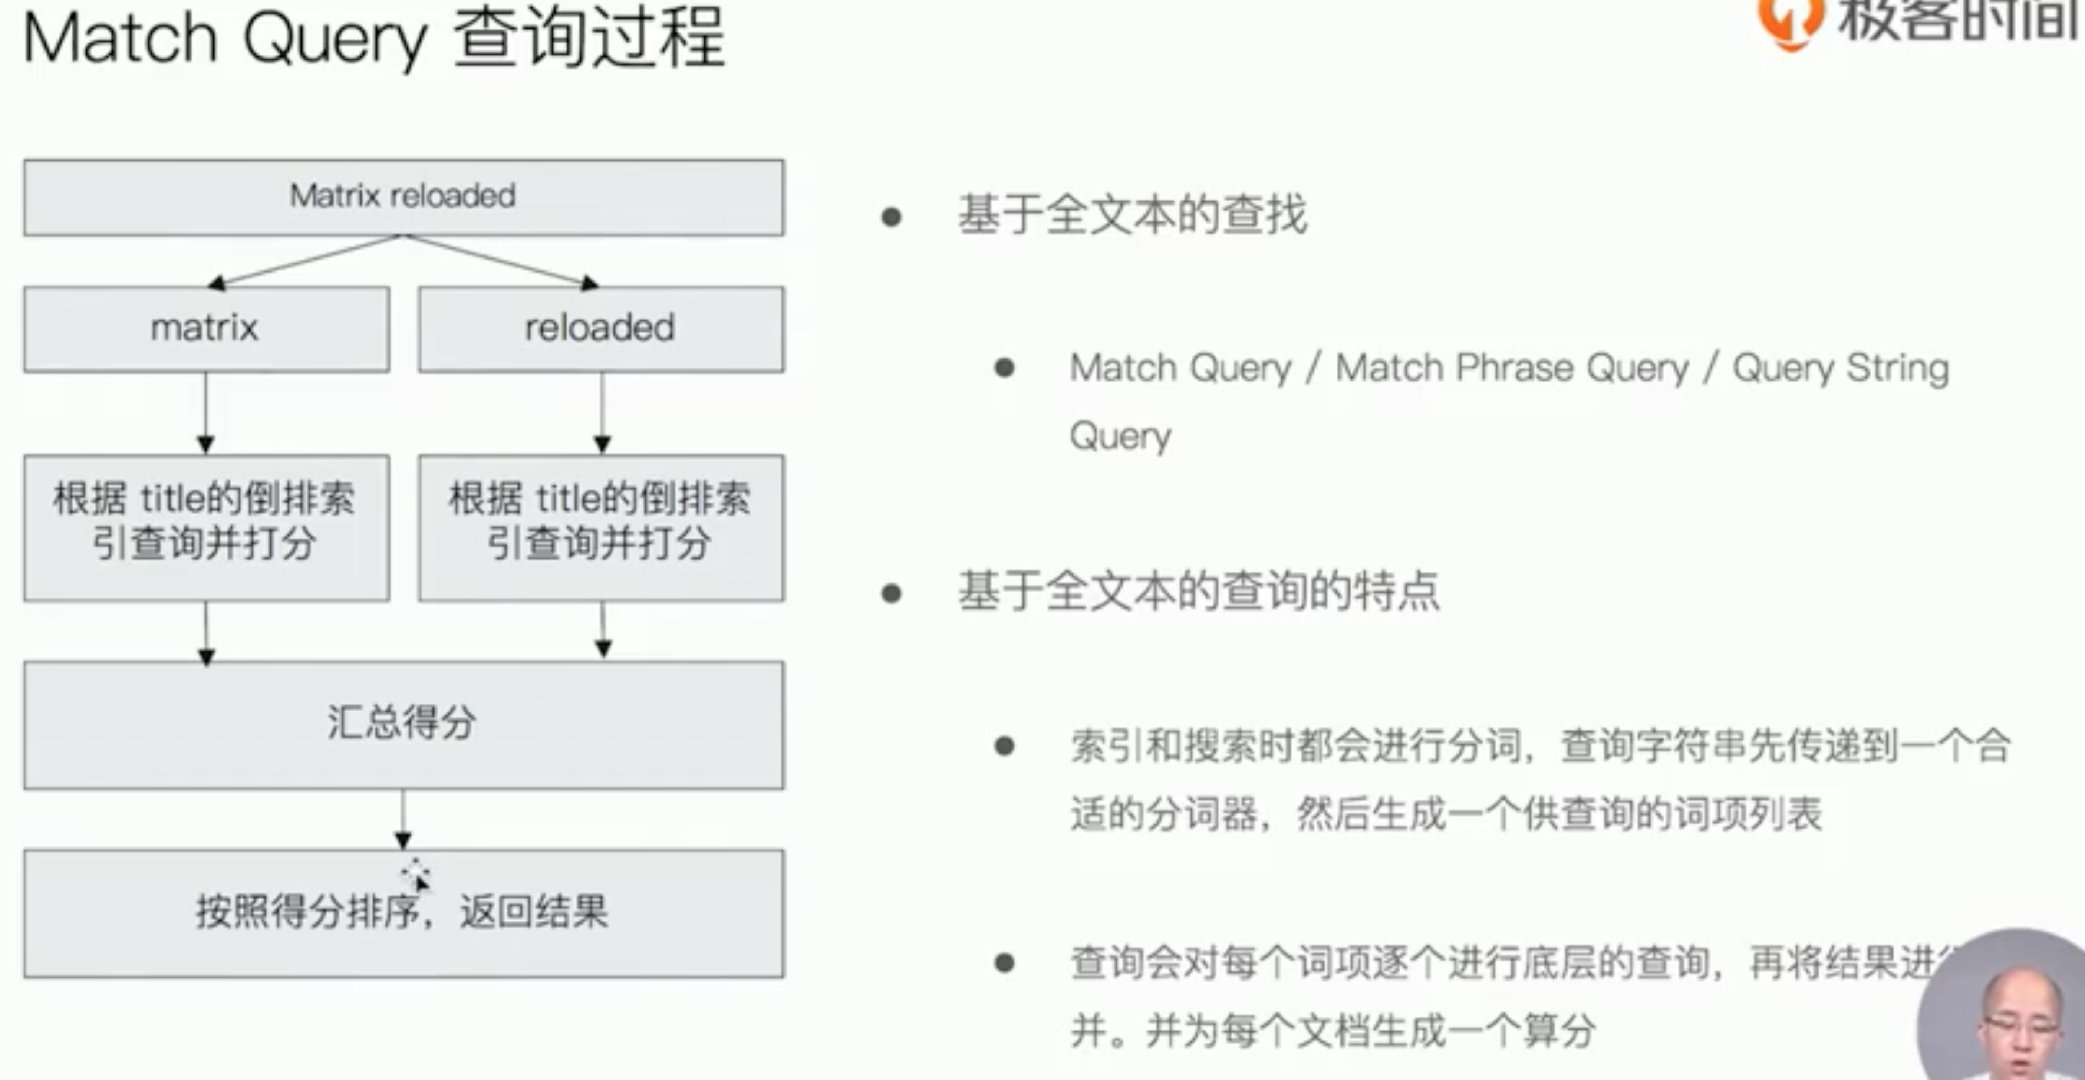 Match Query 查询过程
极客时间
Matrix reloaded
matrix
reloaded
根据 title的倒排索
引查询并打分
根据 title的倒排索
引查询并打分
汇总得分
按照得分排序，返回结果
基于全文本的查找
Match Query / Match Phrase Query / Query String
Query
基于全文本的查询的特点
索引和搜索时都会进行分词，查询字符串先传递到一个合
适的分词器，然后生成一个供查询的词项列表
查询会对每个词项逐个进行底层的查询，再将结果进
并。并为每个文档生成一个算分